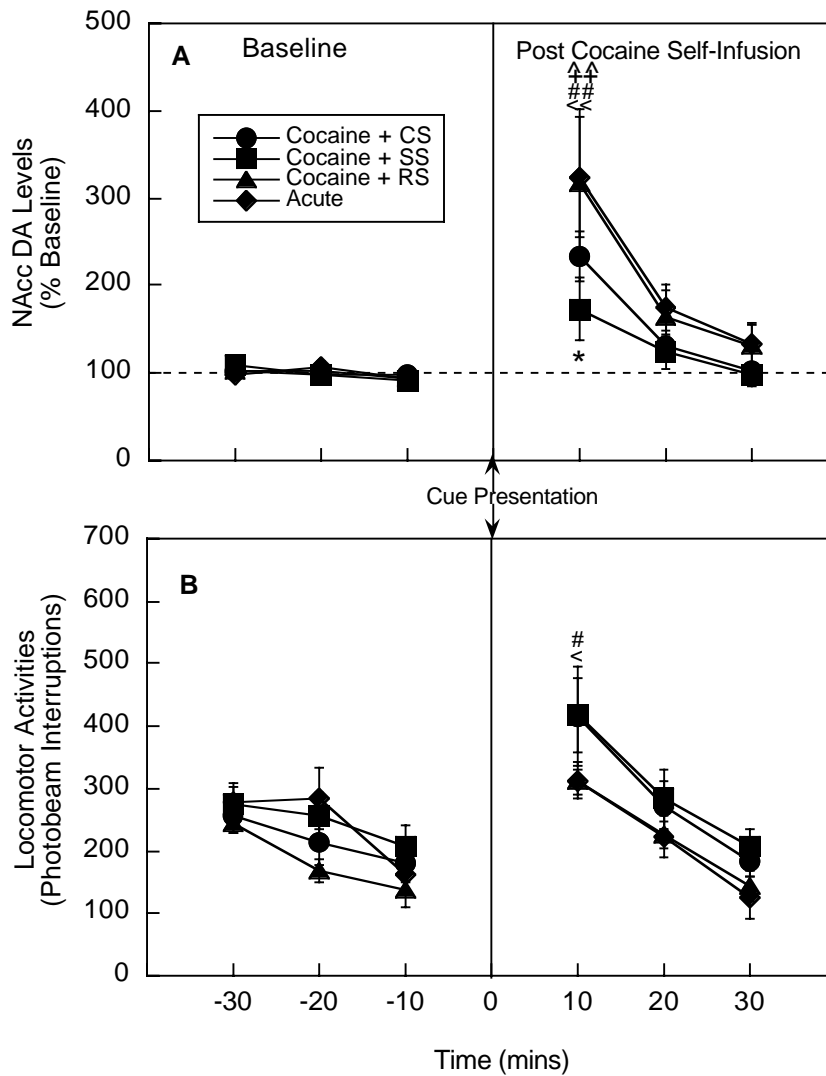 500
400
300
200
100
0
NAcc DA Levels
(% Baseline)
A
Baseline
Post Cocaine Self-Infusion
^ ^
++
##
<<
Cocaine + CS
Cocaine + SS
Cocaine + RS
Acute
*
Cue Presentation
700
600
500
400
300
200
100
0
Locomotor Activities
(Photobeam Interruptions)
B
#
<
-30 -20 -10 0 10 20 30
Time (mins)